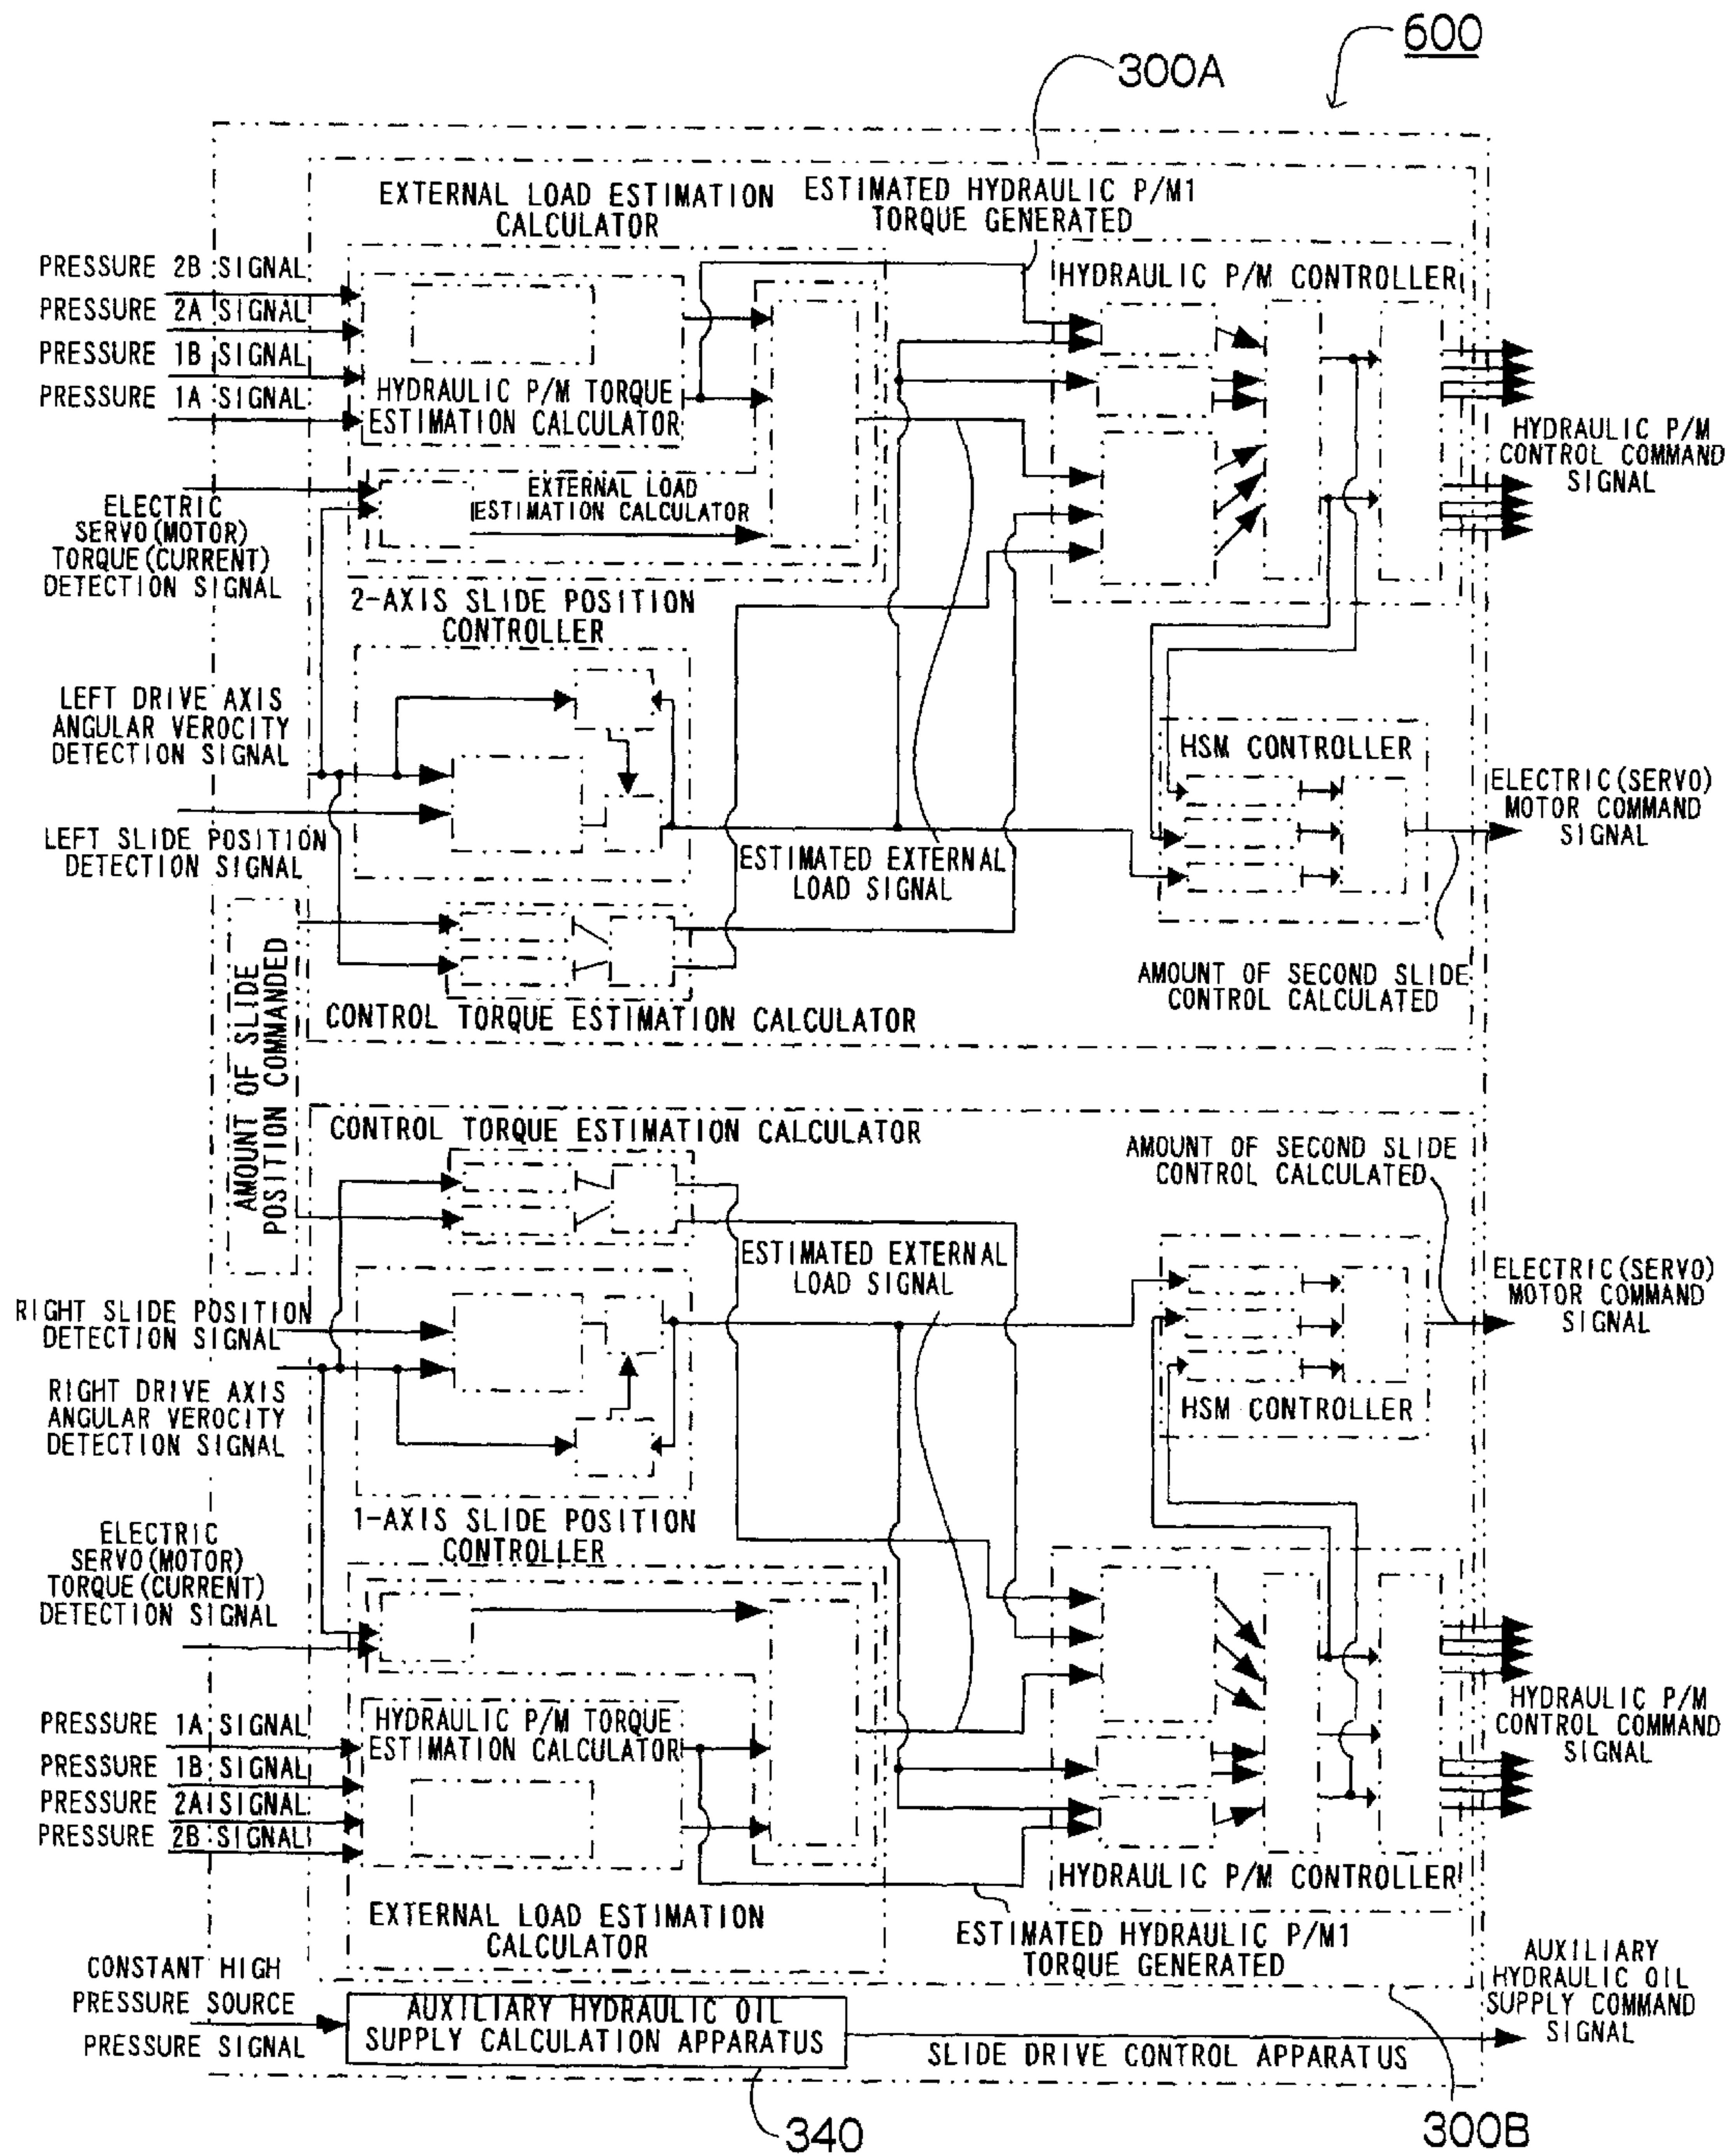 600
300A
EXTERNAL LOAD ESTIMATION
CALCULATOR
ESTIMATED HYDRAULIC P/M1
TORQUE GENERATED
PRESSURE 2B SIGNAL
PRESSURE 2A SIGNAL
PRESSURE 1B SIGNAL
PRESSURE 1A SIGNAL
HYDRAULIC P/M TORQUE
ESTIMATION CALCULATOR
HYDRAULIC P/M CONTROLLER
HYDRAULIC P/M
CONTROL COMMAND
SIGNAL
EXTERNAL LOAD
ESTIMATION CALCULATOR
ELECTRIC
SERVO(MOTOR)
TORQUE(CURRENT)
DETECTION SIGNAL
2-AXIS SLIDE POSITION
CONTROLLER
LEFT DRIVE AXIS
ANGULAR VEROCITY
DETECTION SIGNAL
LEFT SLIDE POSITION
DETECTION SIGNAL
HSM CONTROLLER
ELECTRIC(SERVO)
MOTOR COMMAND
SIGNAL
ESTIMATED EXTERNAL
LOAD SIGNAL
AMOUNT OF SECOND SLIDE
CONTROL CALCULATED
CONTROL TORQUE ESTIMATION CALCULATOR
AMOUNT OF SLIDE
POSITION COMMANDED
CONTROL TORQUE ESTIMATION CALCULATOR
AMOUNT OF SECOND SLIDE
CONTROL CALCULATED
ESTIMATED EXTERNAL
LOAD SIGNAL
ELECTRIC(SERVO)
MOTOR COMMAND
SIGNAL
RIGHT SLIDE POSITION
DETECTION SIGNAL
RIGHT DRIVE AXIS
ANGULAR VEROCITY
DETECTION SIGNAL
HSM CONTROLLER
1-AXIS SLIDE POSITION
CONTROLLER
ELECTRIC
SERVO(MOTOR)
TORQUE(CURRENT)
DETECTION SIGNAL
PRESSURE 1A SIGNAL
PRESSURE 1B SIGNAL
PRESSURE 2A SIGNAL
PRESSURE 2B SIGNAL
HYDRAULIC P/M TORQUE
ESTIMATION CALCULATOR
HYDRAULIC P/M
CONTROL COMMAND
SIGNAL
HYDRAULIC P/M CONTROLLER
EXTERNAL LOAD ESTIMATION
CALCULATOR
ESTIMATED HYDRAULIC P/M1
TORQUE GENERATED
CONSTANT HIGH
PRESSURE SOURCE
PRESSURE SIGNAL
AUXILIARY HYDRAULIC OIL
SUPPLY CALCULATION APPARATUS
SLIDE DRIVE CONTROL APPARATUS
AUXILIARY
HYDRAULIC OIL
SUPPLY COMMAND
SIGNAL
340
300B